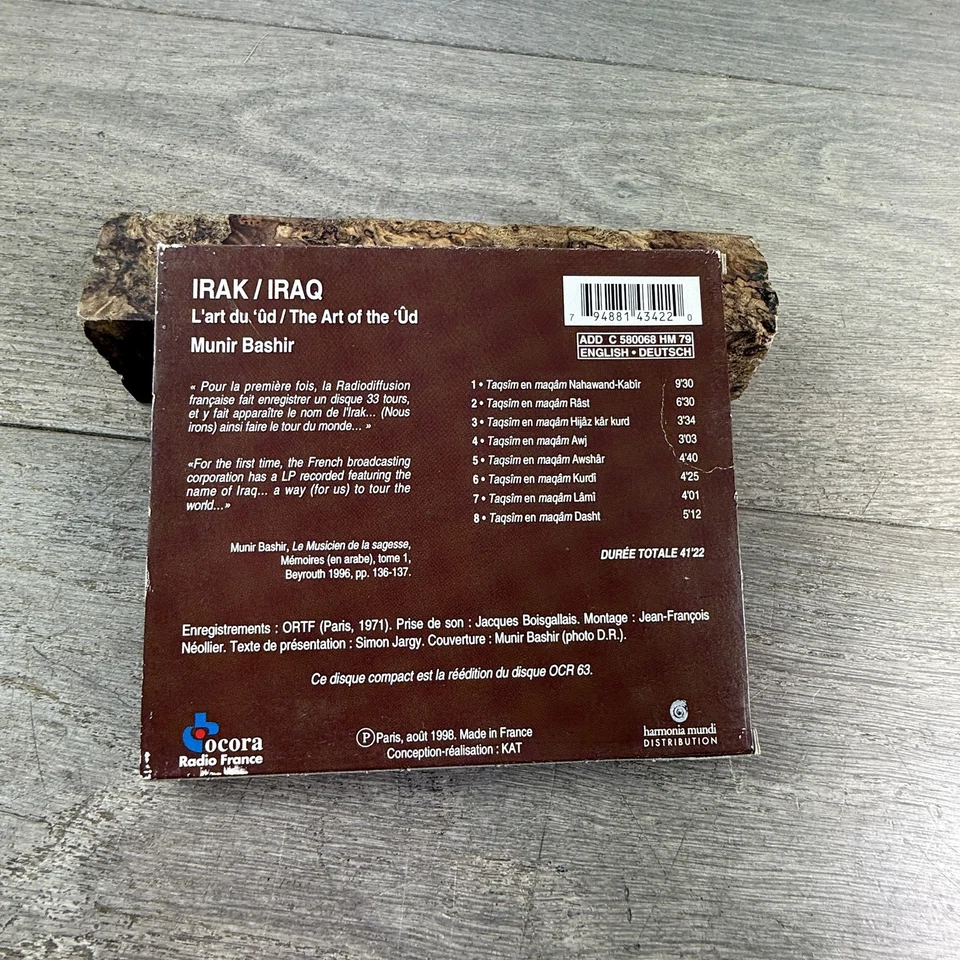 IRAK / IRAQ
L'art du ‘ûd / The Art of the ‘Ûd
Munir Bashir
7 94881 43422 0
ADD C 580068 HM 79
ENGLISH • DEUTSCH
« Pour la première fois, la Radiodiffusion
française fait enregistrer un disque 33 tours,
et y fait apparaître le nom de l'Irak... (Nous
irons) ainsi faire le tour du monde... »
«For the first time, the French broadcasting
corporation has a LP recorded featuring the
name of Iraq... a way (for us) to tour the
world...»
Munir Bashir, Le Musicien de la sagesse,
Mémoires (en arabe), tome 1,
Beyrouth 1996, pp. 136-137.
1 • Taqsîm en maqâm Nahawand-Kabîr 9'30
2 • Taqsîm en maqâm Râst 6'30
3 • Taqsîm en maqâm Hijâz kâr kurd 3'34
4 • Taqsîm en maqâm Awj 3'03
5 • Taqsîm en maqâm Awshâr 4'40
6 • Taqsîm en maqâm Kurdi 4'25
7 • Taqsîm en maqâm Lâmî 4'01
8 • Taqsîm en maqâm Dasht 5'12
DURÉE TOTALE 41'22
Enregistrements : ORTF (Paris, 1971). Prise de son : Jacques Boisgallais. Montage : Jean-François
Néollier. Texte de présentation : Simon Jargy. Couverture : Munir Bashir (photo D.R.).
Ce disque compact est la réédition du disque OCR 63.
ocora
Radio France
Ⓟ Paris, août 1998. Made in France
Conception-réalisation : KAT
harmonia mundi
DISTRIBUTION